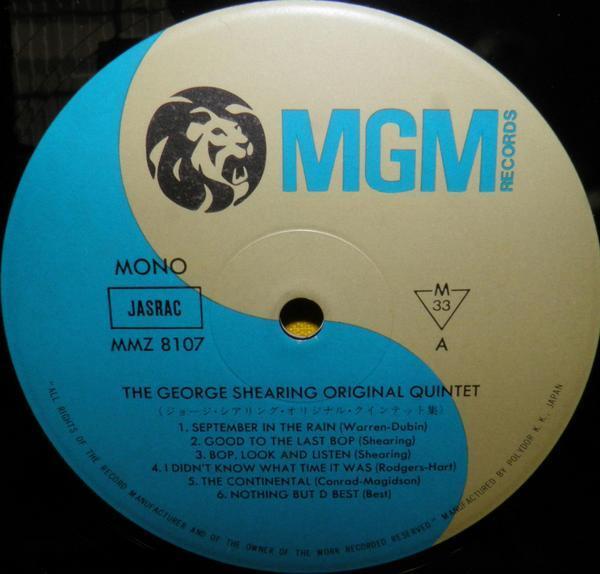 MGM
RECORDS
MONO
JASRAC
MMZ 8107
M
33
A
THE GEORGE SHEARING ORIGINAL QUINTET
(ジョージ・シアリング・オリジナル・クインテット集)
1. SEPTEMBER IN THE RAIN (Warren-Dubin)
2. GOOD TO THE LAST BOP (Shearing)
3. BOP, LOOK AND LISTEN (Shearing)
4. I DIDN'T KNOW WHAT TIME IT WAS (Rodgers-Hart)
5. THE CONTINENTAL (Conrad-Magidson)
6. NOTHING BUT D BEST (Best)
"ALL RIGHTS OF THE RECORD MANUFACTURER AND OF THE OWNER OF THE WORK RECORDED RESERVED" MANUFACTURED BY POLYDOR K. K., JAPAN